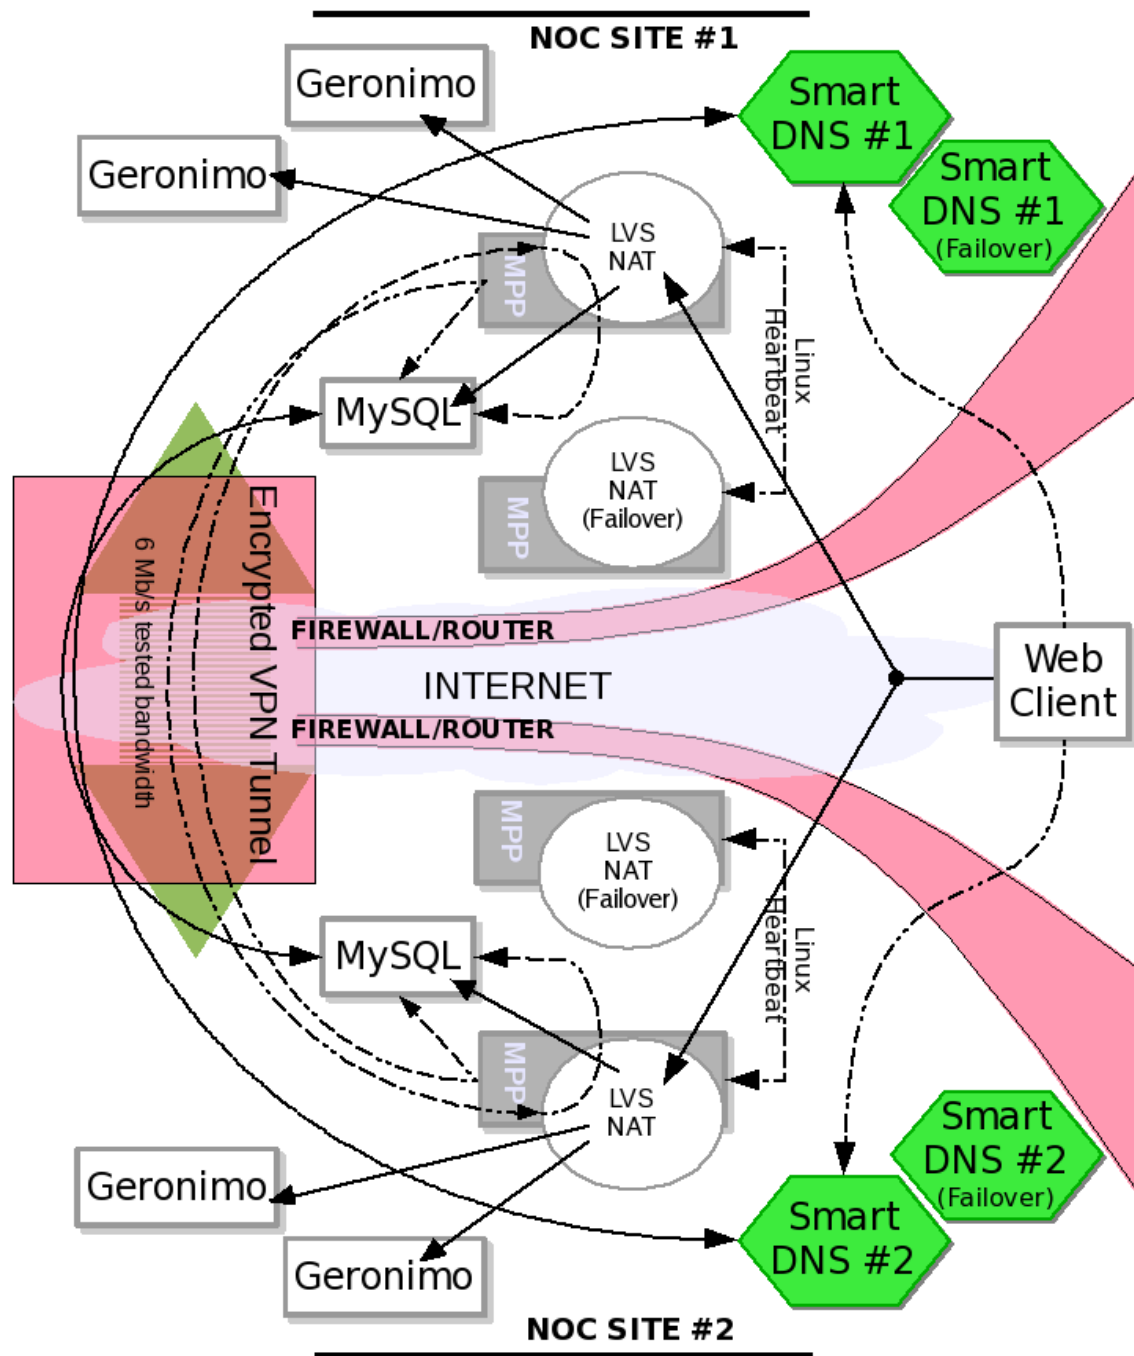 NOC SITE #1
Geronimo
Smart
DNS #1
Geronimo
Smart
DNS #1
(Failover)
LVS
NAT
MPP
Linux
Heartbeat
MySQL
LVS
NAT
(Failover)
MPP
Encrypted VPN Tunnel
6 Mb/s tested bandwidth
FIREWALL/ROUTER
INTERNET
FIREWALL/ROUTER
Web
Client
MPP
LVS
NAT
(Failover)
Linux
Heartbeat
MySQL
MPP
LVS
NAT
Smart
DNS #2
(Failover)
Geronimo
Smart
DNS #2
Geronimo
NOC SITE #2